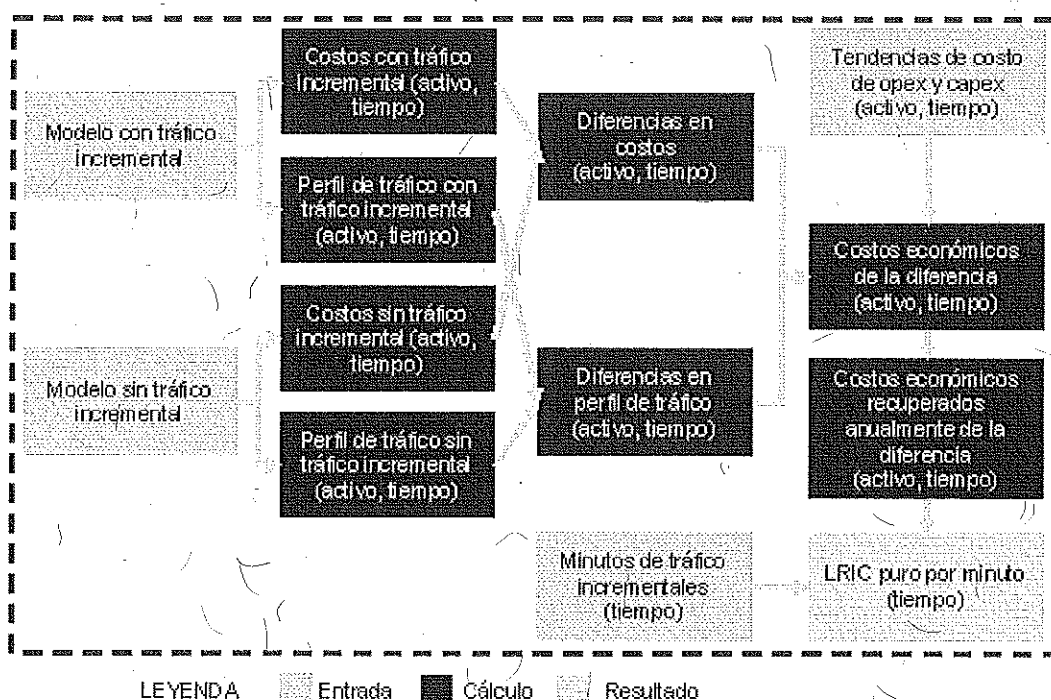 Modelo con tráfico
incremental
Modelo sin tráfico
incremental
Costos con tráfico
incremental (activo,
tiempo)
Perfil de tráfico con
tráfico incremental
(activo, tiempo)
Costos sin tráfico
incremental (activo,
tiempo)
Perfil de tráfico sin
tráfico incremental
(activo, tiempo)
Diferencias en
costos
(activo, tiempo)
Diferencias en
perfil de tráfico
(activo, tiempo)
Minutos de tráfico
incrementales
(tiempo)
Tendencias de costo
de opex y capex
(activo, tiempo)
Costos económicos
de la diferencia
(activo, tiempo)
Costos económicos
recuperados
anualmente de la
diferencia
(activo, tiempo)
LRIC puro por minuto
(tiempo)
LEYENDA Entrada Cálculo Resultado